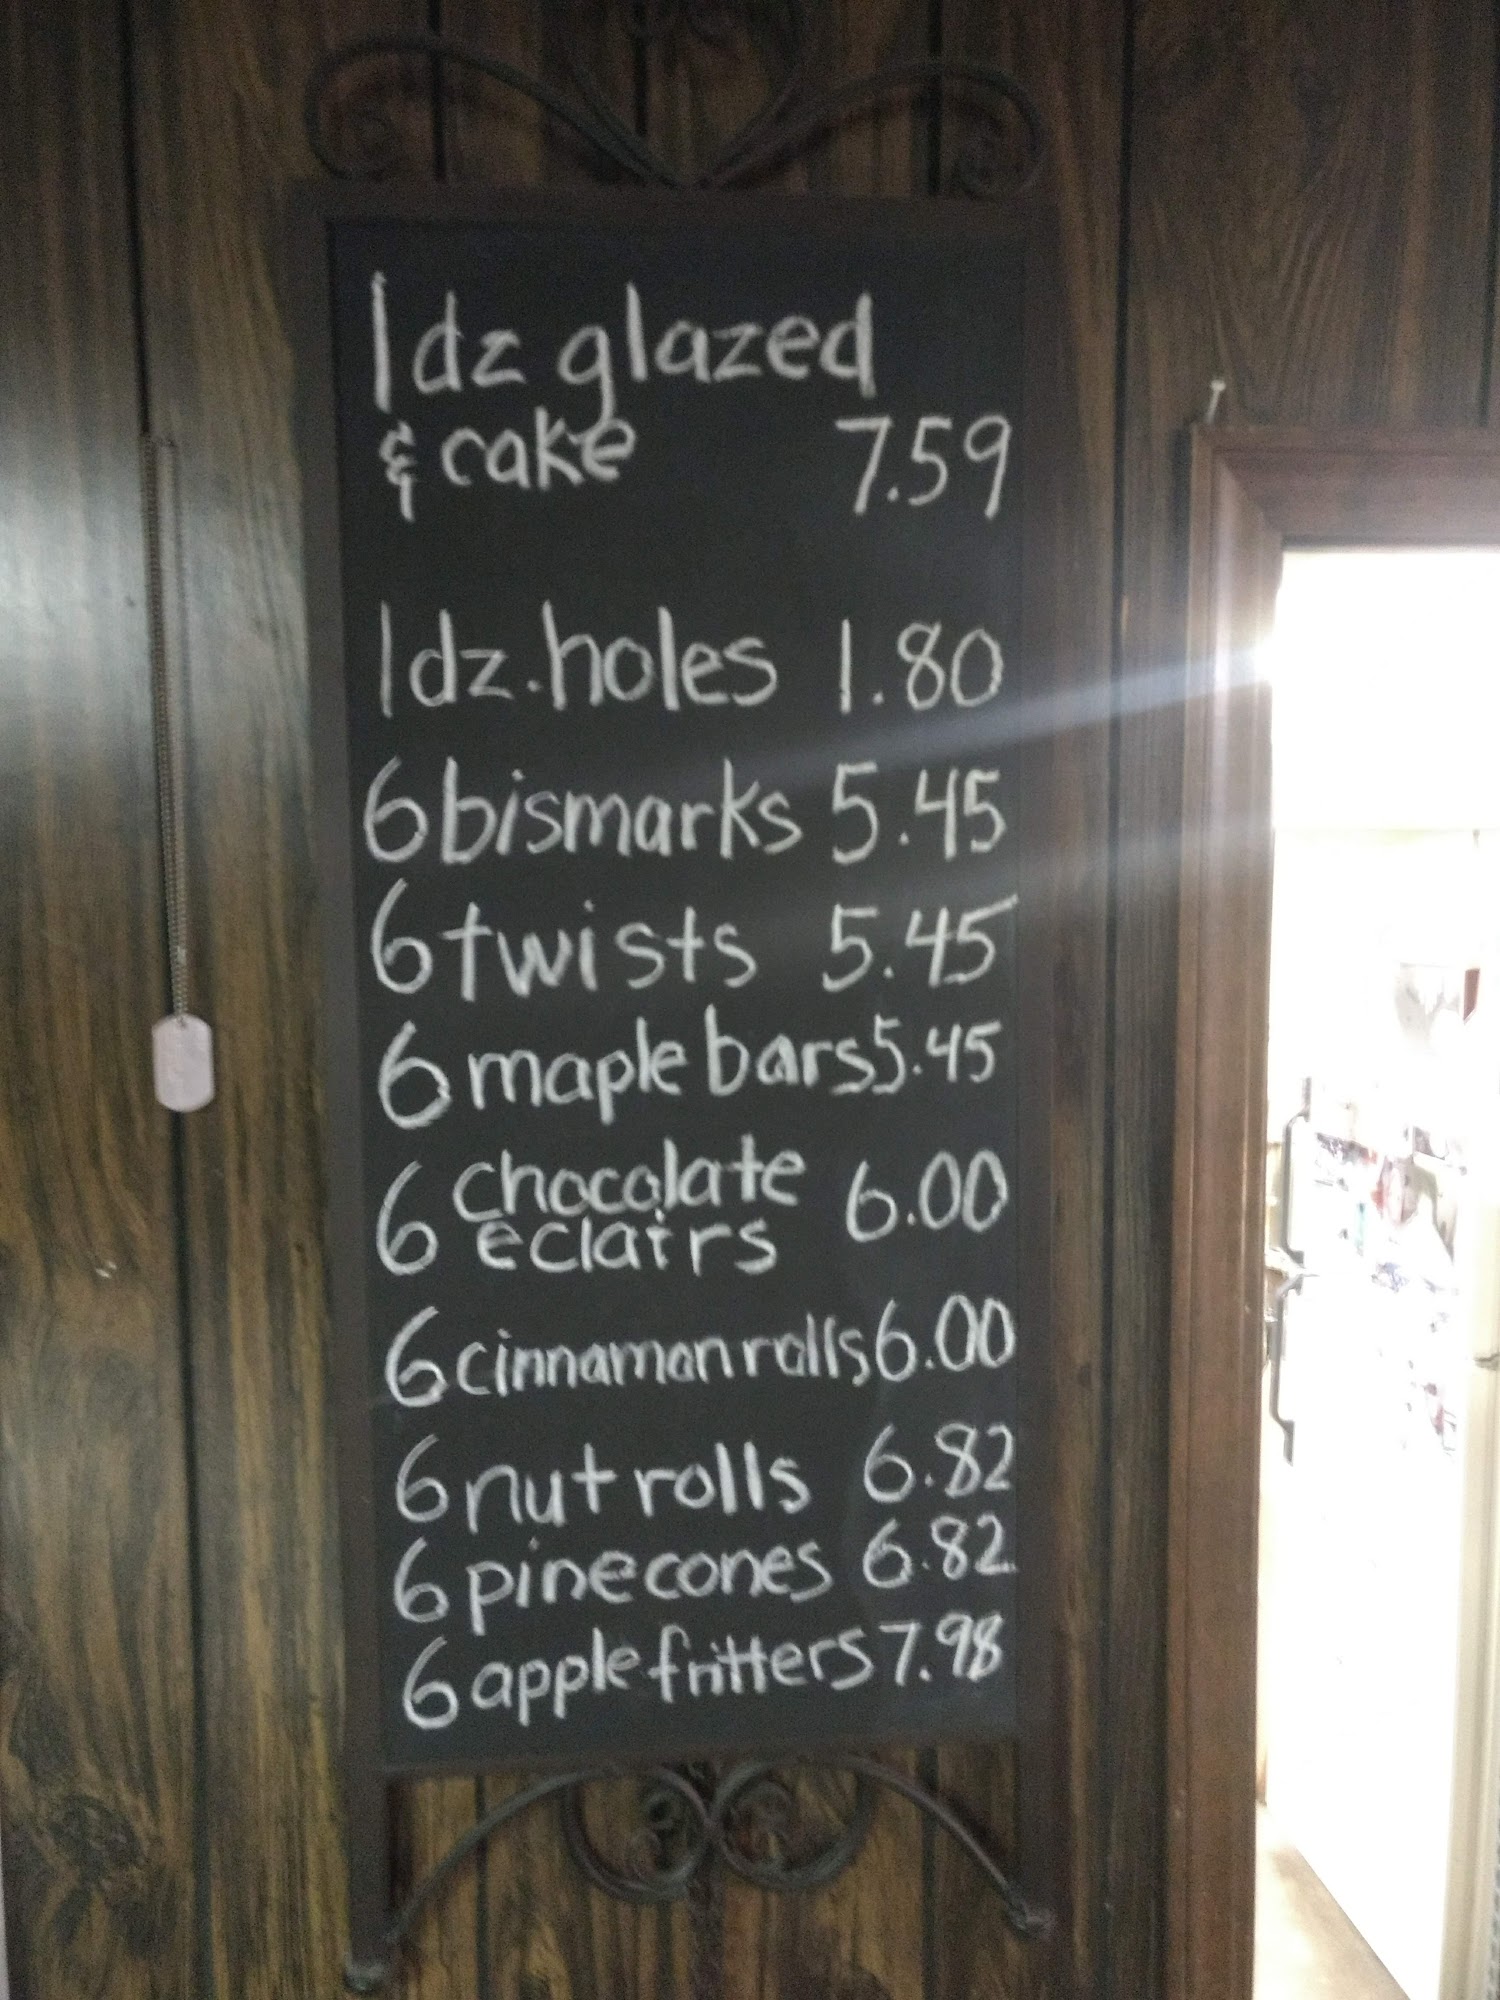 1dz glazed
& cake 7.59
1dz. holes 1.80
6 bismarks 5.45
6 twists 5.45
6 maple bars 5.45
6 chocolate 6.00
eclairs
6 cinnamon rolls 6.00
6 nut rolls 6.82
6 pinecones 6.82
6 apple fritters 7.98